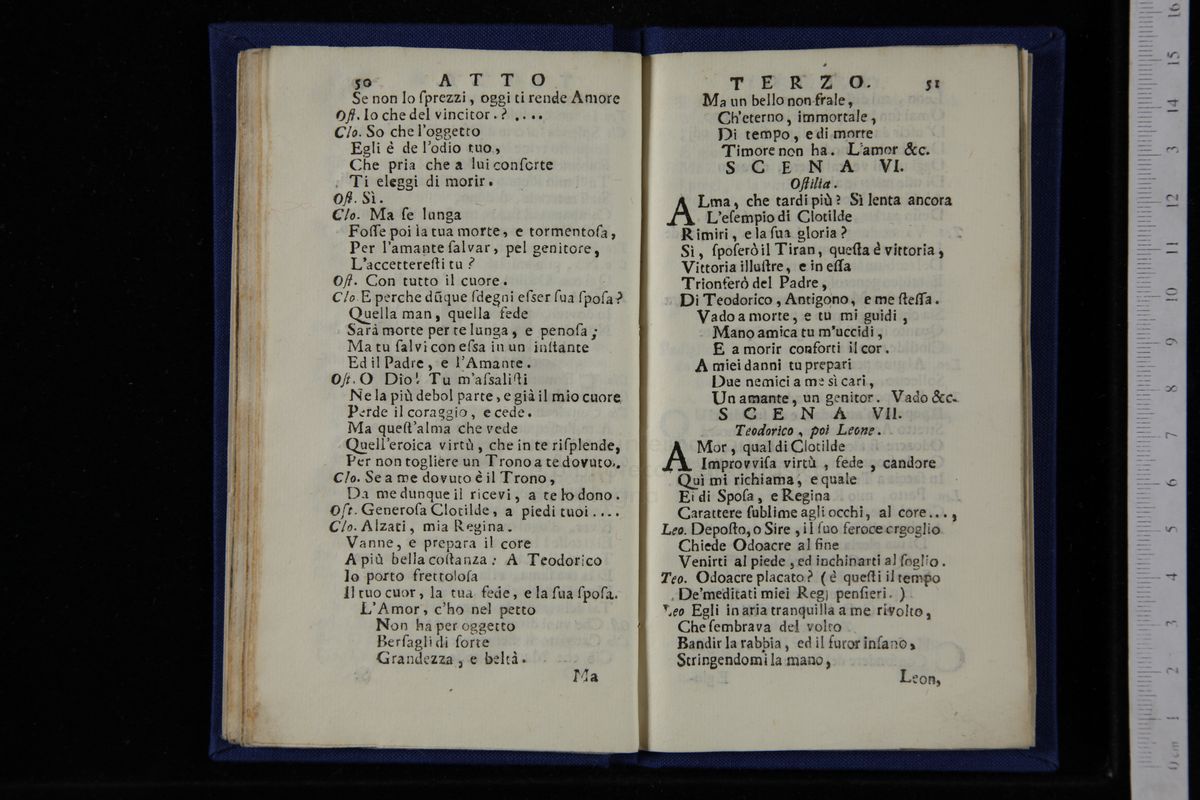 50 ATTO
Se non lo ſprezzi, oggi ti rende Amore
Oſt. Io che del vincitor.? ....
Clo. So che l'oggetto
Egli è de l'odio tuo,
Che pria che a lui conſorte
Ti eleggi di morir.
Oſt. Sì.
Clo. Ma ſe lunga
Foſſe poi la tua morte, e tormentoſa,
Per l'amante ſalvar, pel genitore,
L'accettereſti tu?
Oſt. Con tutto il cuore.
Clo E perche dūque ſdegni eſser ſua ſpoſa?
Quella man, quella fede
Sarà morte per te lunga, e penoſa;
Ma tu ſalvi con eſsa in un inſtante
Ed il Padre, e l'Amante.
Oſt. O Dio! Tu m'aſsaliſti
Ne la più debol parte, e già il mio cuore
Perde il coraggio, e cede.
Ma queſt'alma che vede
Quell'eroica virtù, che in te riſplende,
Per non togliere un Trono a te dovuto..
Clo. Se a me dovuto è il Trono,
Da me dunque il ricevi, a te lo dono.
Oſt. Generoſa Clotilde, a piedi tuoi....
Clo. Alzati, mia Regina.
Vanne, e prepara il core
A più bella coſtanza: A Teodorico
Io porto frettoloſa
Il tuo cuor, la tua fede, e la ſua ſpoſa.
L'Amor, c'ho nel petto
Non ha per oggetto
Berſagli di ſorte
Grandezza, e beltà.
Ma
TERZO. 51
Ma un bello non frale,
Ch'eterno, immortale,
Di tempo, e di morte
Timore non ha. L'amor &c.
SCENA VI.
Oſtilia.
ALma, che tardi più? Sì lenta ancora
L'eſempio di Clotilde
Rimiri, e la ſua gloria?
Sì, ſpoſerò il Tiran, queſta è vittoria,
Vittoria illuſtre, e in eſſa
Trionferò del Padre,
Di Teodorico, Antigono, e me ſteſſa.
Vado a morte, e tu mi guidi,
Mano amica tu m'uccidi,
E a morir conforti il cor.
A miei danni tu prepari
Due nemici a me sì cari,
Un amante, un genitor. Vado &c.
SCENA VII.
Teodorico, poi Leone.
AMor, qual di Clotilde
Improvviſa virtù, fede, candore
Quì mi richiama, e quale
Ei di Spoſa, e Regina
Carattere ſublime agli occhi, al core...,
Leo. Depoſto, o Sire, il ſuo feroce orgoglio
Chiede Odoacre al fine
Venirti al piede, ed inchinarti al ſoglio.
Teo. Odoacre placato? (è queſti il tempo
De'meditati miei Regj penſieri.)
Leo Egli in aria tranquilla a me rivolto,
Che ſembrava del volto
Bandir la rabbia, ed il furor inſano,
Stringendomi la mano,
Leon,